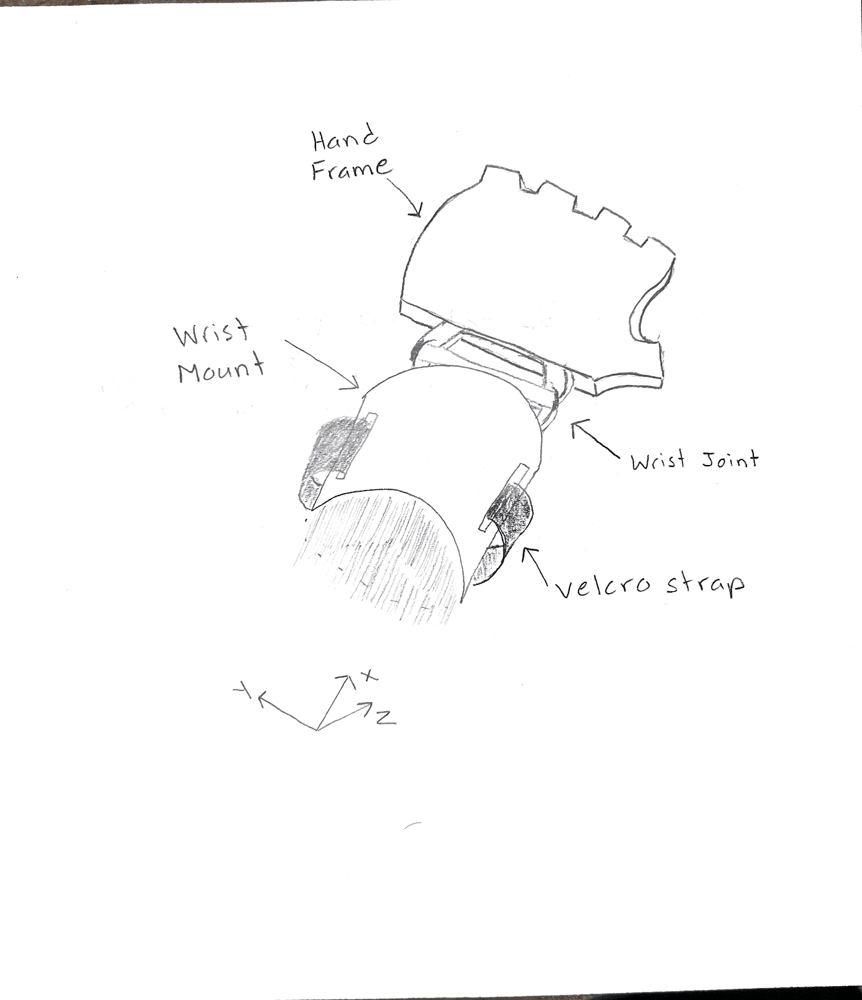 Hand
Frame
Wrist
Mount
Wrist Joint
velcro strap
X
Y
Z